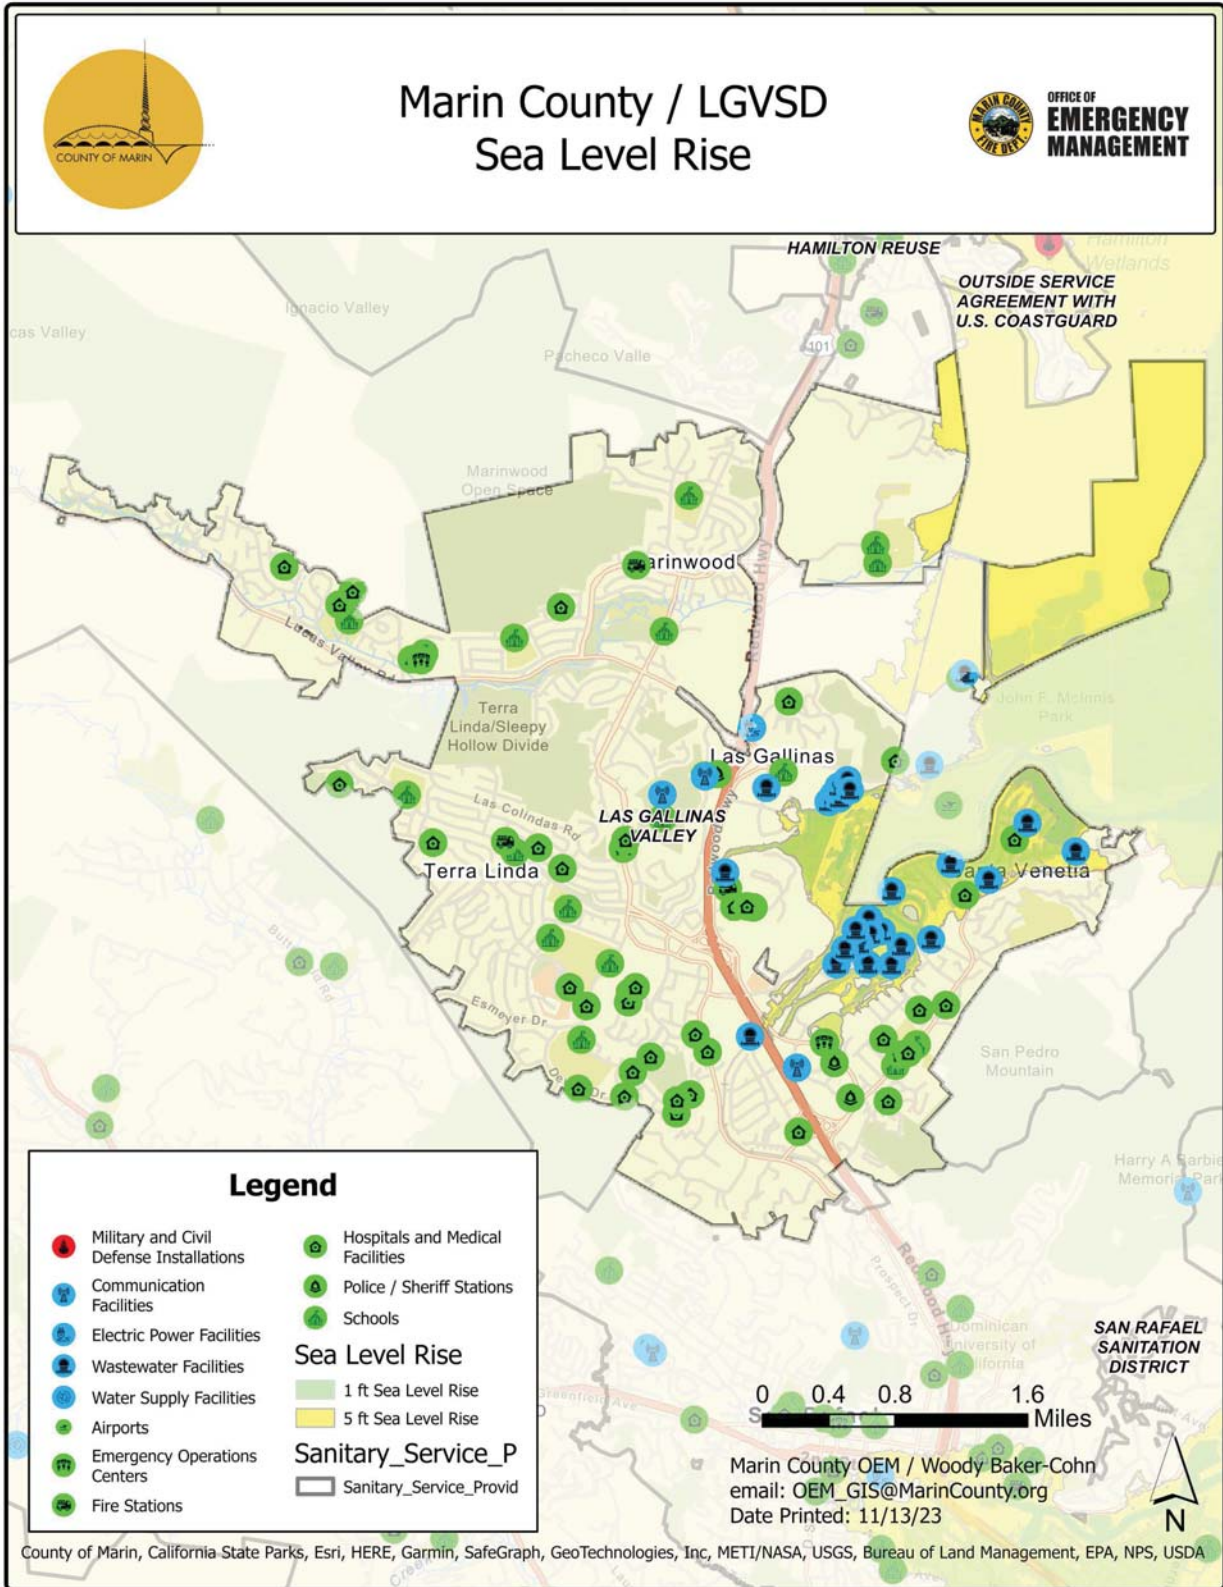 COUNTY OF MARIN
Marin County / LGVSD
Sea Level Rise
MARIN COUNTY
FIRE DEPT.
OFFICE OF
EMERGENCY
MANAGEMENT
HAMILTON REUSE
Hamilton
Wetlands
OUTSIDE SERVICE
AGREEMENT WITH
U.S. COASTGUARD
Ignacio Valley
cas Valley
101
Pacheco Valle
Marinwood
Open Space
arinwood
Redwood Hwy
Lucas Valley Rd
Terra
Linda/Sleepy
Hollow Divide
John F. McInnis
Park
Las Gallinas
Las Colindas Rd
LAS GALLINAS
VALLEY
Terra Linda
Venetia
Esmeyer Dr
San Pedro
Mountain
Harry A Barbie
Memorial Park
Legend
Military and Civil
Defense Installations
Communication
Facilities
Electric Power Facilities
Wastewater Facilities
Water Supply Facilities
Airports
Emergency Operations
Centers
Fire Stations
Hospitals and Medical
Facilities
Police / Sheriff Stations
Schools
Sea Level Rise
1 ft Sea Level Rise
5 ft Sea Level Rise
Sanitary_Service_P
Sanitary_Service_Provid
Redwood Hwy
Prospect Dr
Dominican
University of
California
SAN RAFAEL
SANITATION
DISTRICT
Greenfield Ave
0 0.4 0.8 1.6
Miles
Marin County OEM / Woody Baker-Cohn
email: OEM_GIS@MarinCounty.org
Date Printed: 11/13/23
N
County of Marin, California State Parks, Esri, HERE, Garmin, SafeGraph, GeoTechnologies, Inc, METI/NASA, USGS, Bureau of Land Management, EPA, NPS, USDA